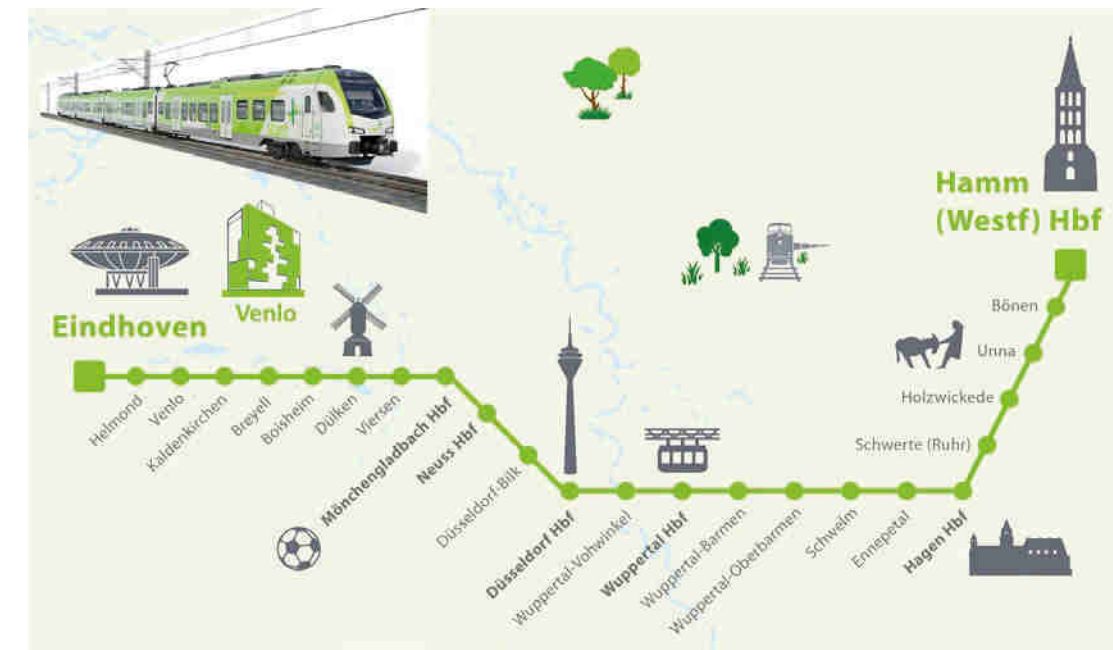 Hamm
(Westf) Hbf
Venlo
Eindhoven
Bönen
Unna
Holzwickede
Schwerte (Ruhr)
Helmond
Venlo
Kaldenkirchen
Breyell
Boisheim
Dülken
Viersen
Mönchengladbach Hbf
Neuss Hbf
Düsseldorf-Bilk
Düsseldorf Hbf
Wuppertal-Vohwinkel
Wuppertal Hbf
Wuppertal-Barmen
Wuppertal-Oberbarmen
Schwelm
Ennepetal
Hagen Hbf